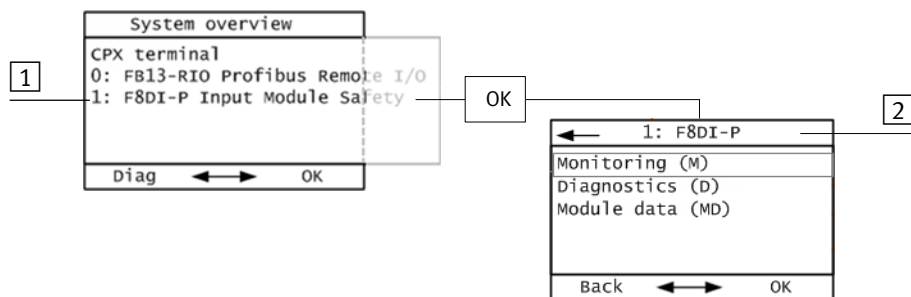 System overview
CPX terminal
0: FB13-RIO Profibus Remote I/O
1: F8DI-P Input Module Safety
Diag OK
1
OK
2
1: F8DI-P
Monitoring (M)
Diagnostics (D)
Module data (MD)
Back OK